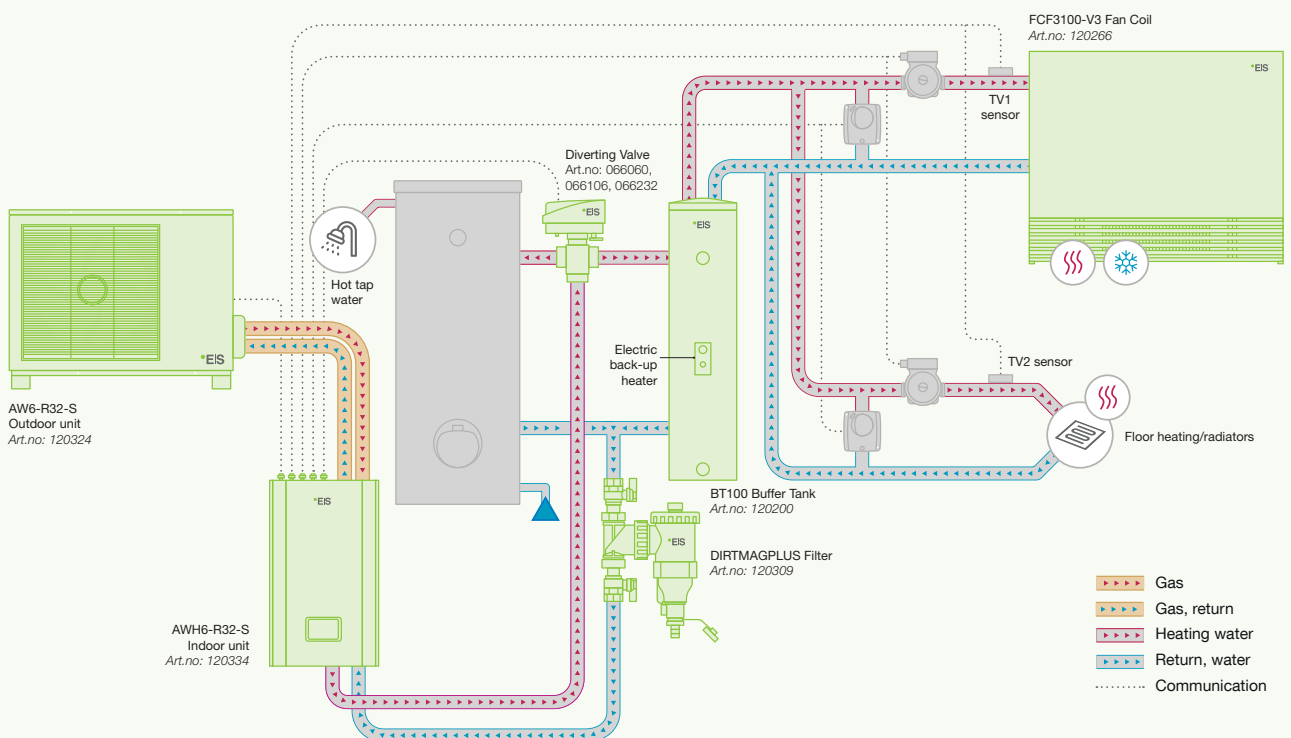 FCF3100-V3 Fan Coil
Art.no: 120266
°EIS
TV1
sensor
Diverting Valve
Art.no: 066060,
066106, 066232
°EIS
°EIS
Hot tap
water
°EIS
Electric
back-up
heater
TV2 sensor
AW6-R32-S
Outdoor unit
Art.no: 120324
Floor heating/radiators
°EIS
BT100 Buffer Tank
Art.no: 120200
°EIS
DIRTMAGPLUS Filter
Art.no: 120309
AWH6-R32-S
Indoor unit
Art.no: 120334
Gas
Gas, return
Heating water
Return, water
Communication